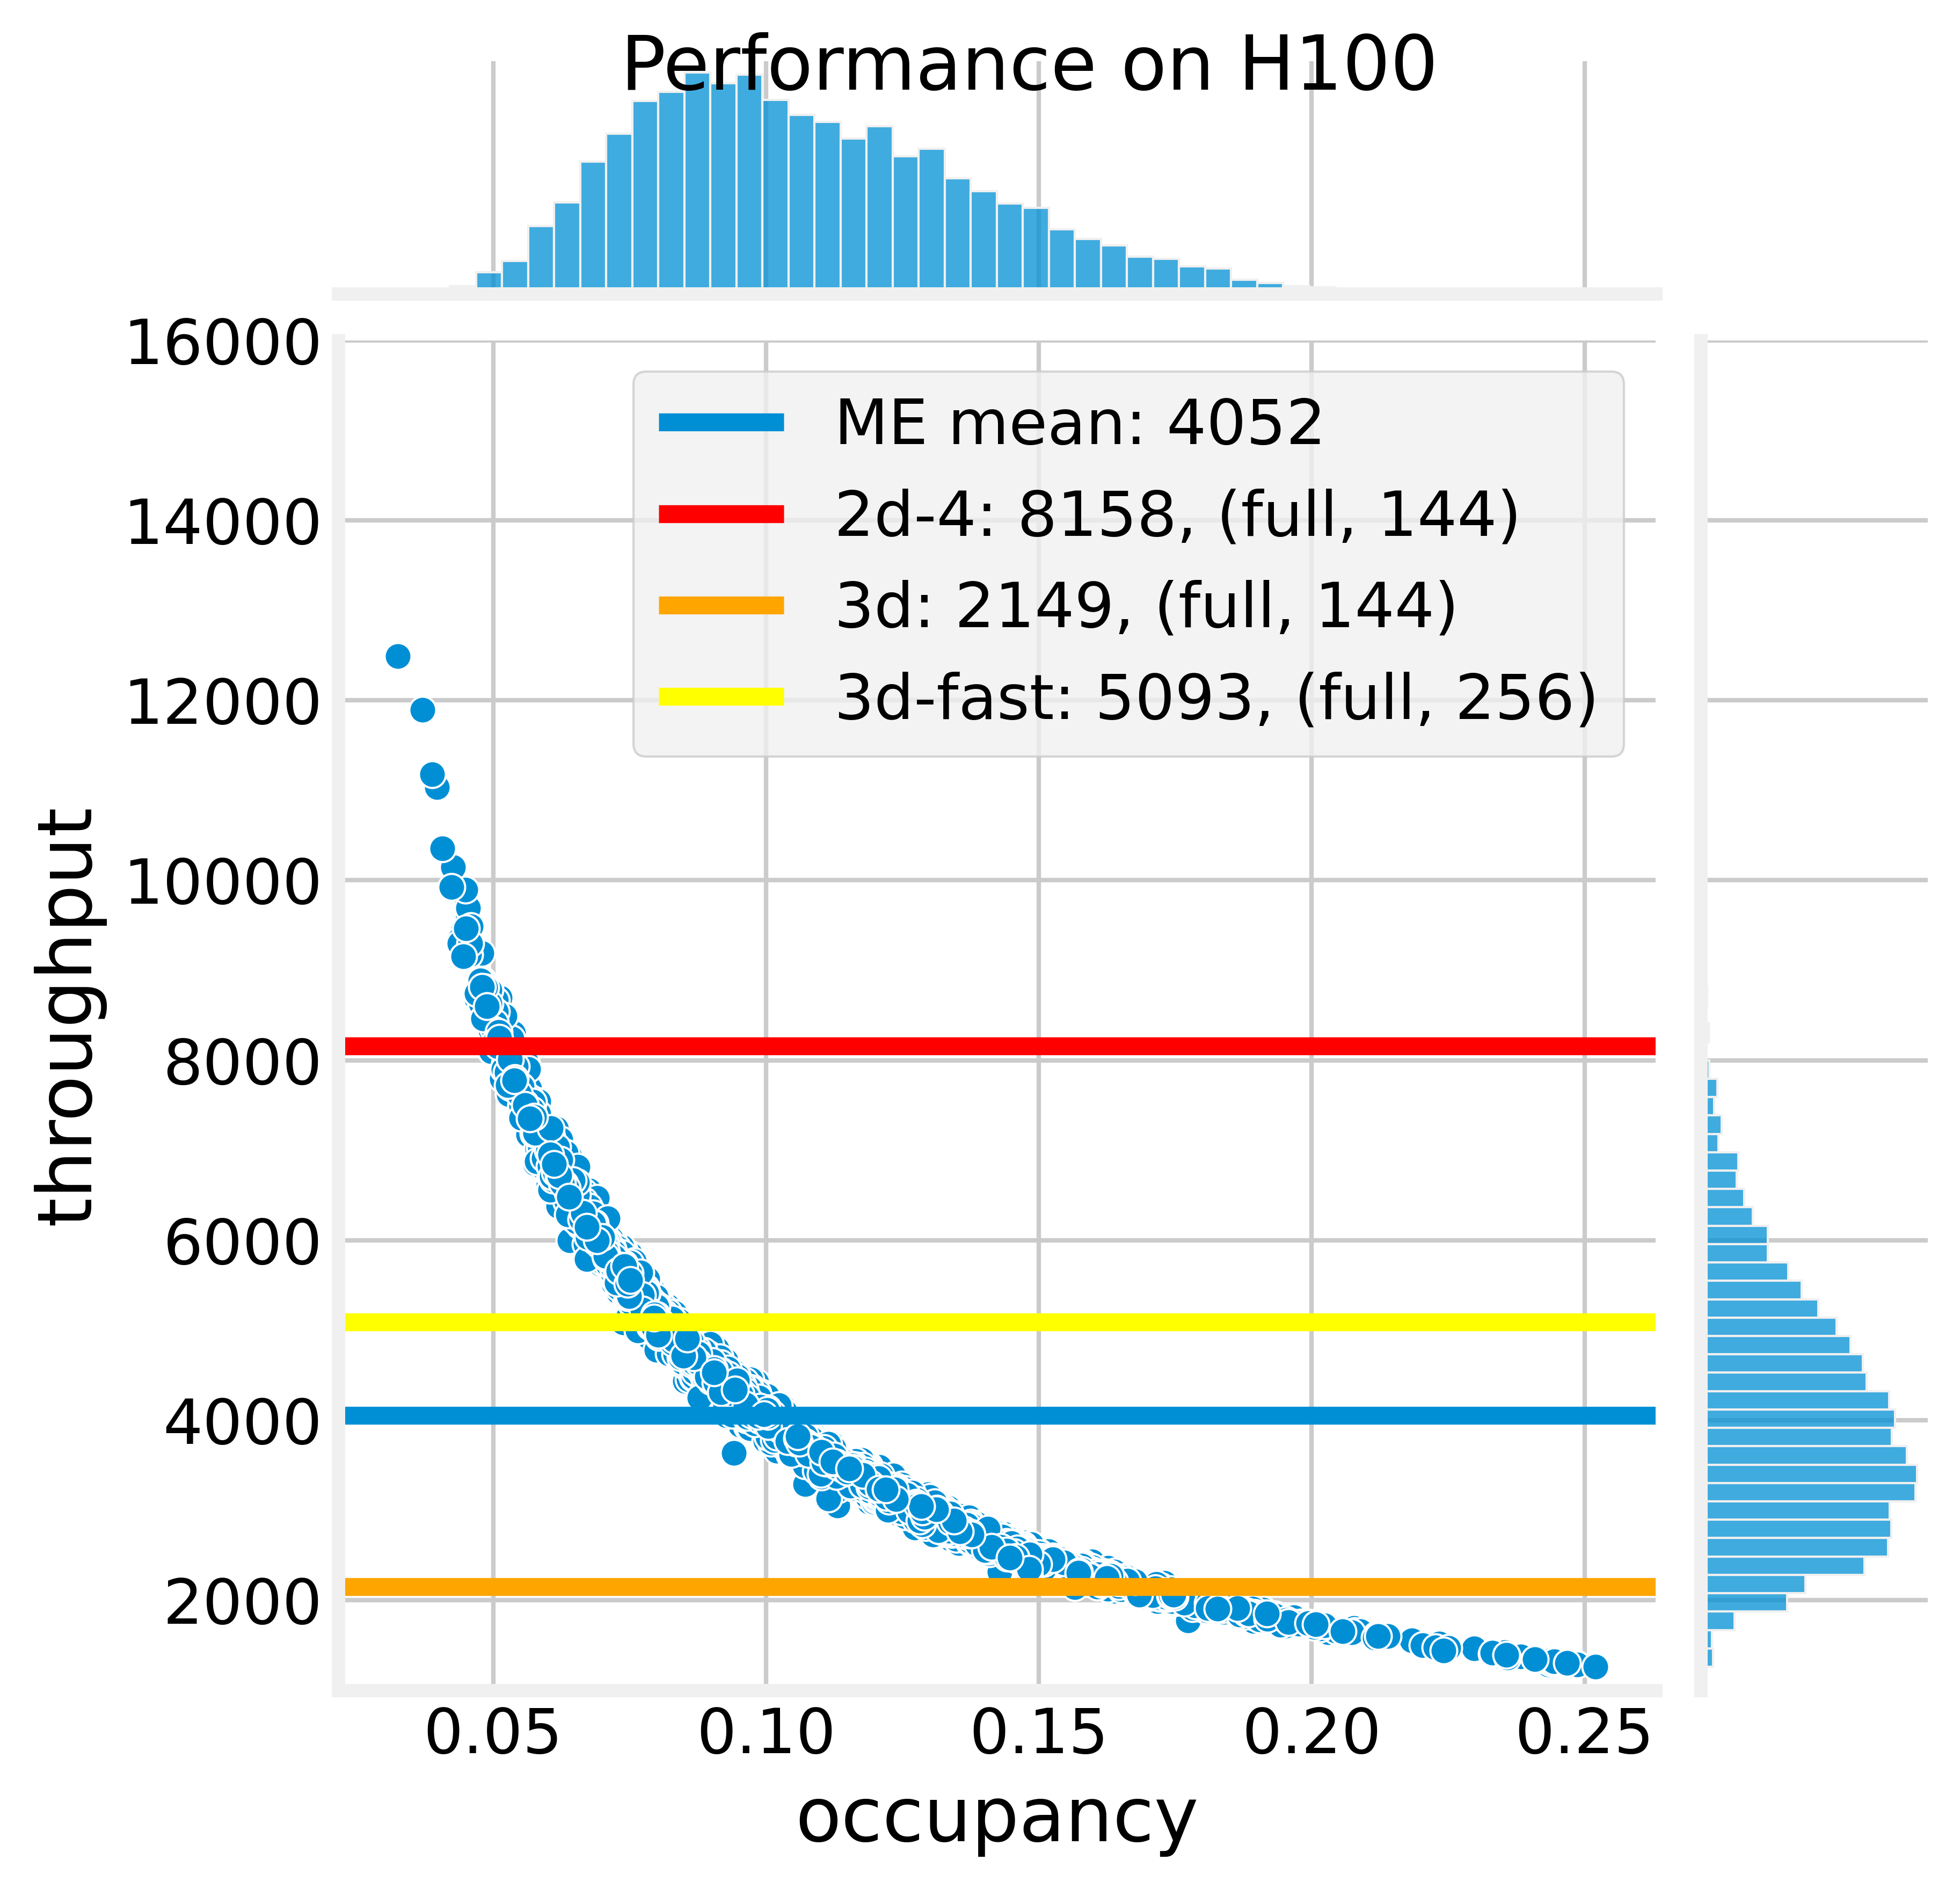 Performance on H100
16000
14000
12000
10000
8000
6000
4000
2000
throughput
ME mean: 4052
2d-4: 8158, (full, 144)
3d: 2149, (full, 144)
3d-fast: 5093, (full, 256)
0.05 0.10 0.15 0.20 0.25
occupancy